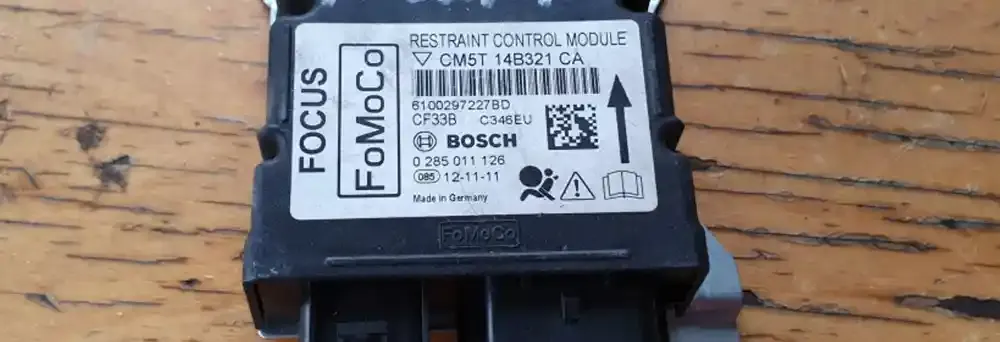 FOCUS
FoMoCo
RESTRAINT CONTROL MODULE
CM5T 14B321 CA
6100297227BD
CF33B C346EU
BOSCH
0 285 011 126
085 12-11-11
Made in Germany
FoMoCo